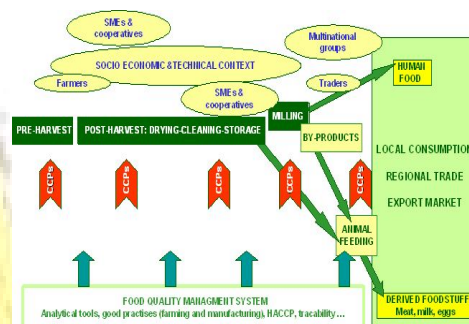 SMEs &
cooperatives
Multinational
groups
SOCIO ECONOMIC & TECHNICAL CONTEXT
HUMAN
FOOD
Farmers
SMEs &
cooperatives
Traders
MILLING
PRE-HARVEST
POST-HARVEST: DRYING-CLEANING-STORAGE
BY-PRODUCTS
LOCAL CONSUMPTION
REGIONAL TRADE
EXPORT MARKET
CCPs
CCPs
CCPs
CCPs
CCPs
ANIMAL
FEEDING
FOOD QUALITY MANAGMENT SYSTEM
Analytical tools, good practises (farming and manufacturing), HACCP, tracability ...
DERIVED FOODSTUFF
Meat, milk, eggs